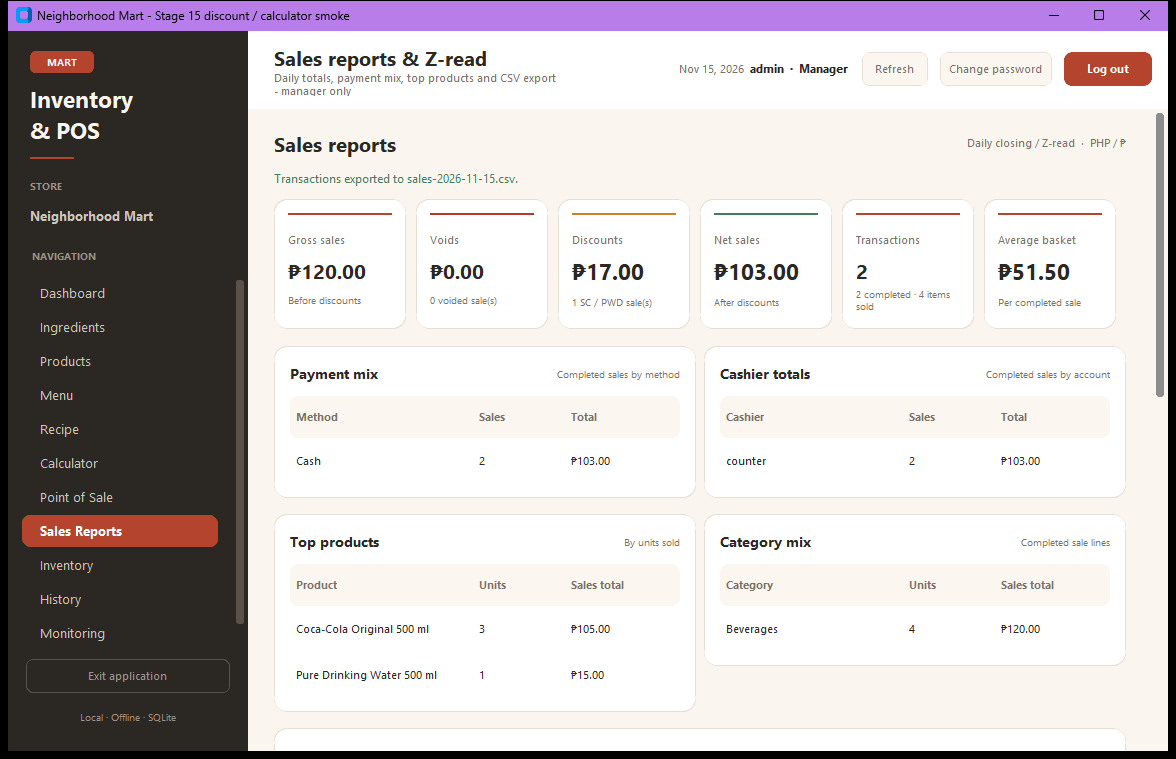 Neighborhood Mart - Stage 15 discount / calculator smoke
MART
Inventory
& POS
STORE
Neighborhood Mart
NAVIGATION
Dashboard
Ingredients
Products
Menu
Recipe
Calculator
Point of Sale
Sales Reports
Inventory
History
Monitoring
Exit application
Local · Offline · SQLite
Sales reports & Z-read
Daily totals, payment mix, top products and CSV export
- manager only
Nov 15, 2026 admin · Manager
Refresh
Change password
Log out
Sales reports
Daily closing / Z-read · PHP / ₱
Transactions exported to sales-2026-11-15.csv.
Gross sales
₱120.00
Before discounts
Voids
₱0.00
0 voided sale(s)
Discounts
₱17.00
1 SC / PWD sale(s)
Net sales
₱103.00
After discounts
Transactions
2
2 completed · 4 items
sold
Average basket
₱51.50
Per completed sale
Payment mix
Completed sales by method
Method Sales Total
Cash 2 ₱103.00
Cashier totals
Completed sales by account
Cashier Sales Total
counter 2 ₱103.00
Top products
By units sold
Product Units Sales total
Coca-Cola Original 500 ml 3 ₱105.00
Pure Drinking Water 500 ml 1 ₱15.00
Category mix
Completed sale lines
Category Units Sales total
Beverages 4 ₱120.00